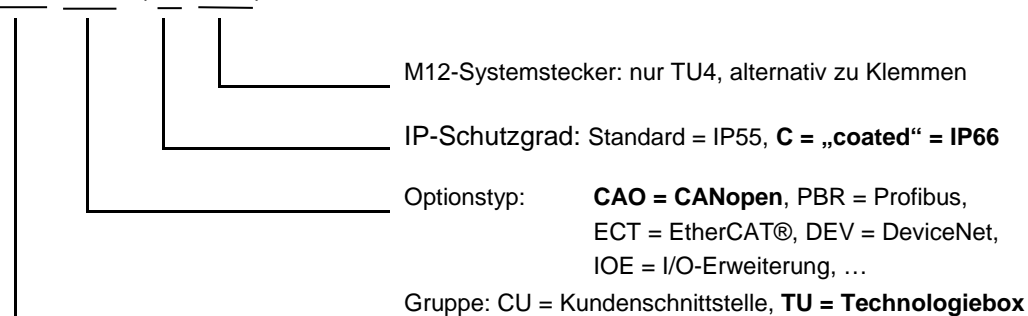 M12-Systemstecker: nur TU4, alternativ zu Klemmen
IP-Schutzgrad: Standard = IP55, C = „coated“ = IP66
Optionstyp: CAO = CANopen, PBR = Profibus,
ECT = EtherCAT®, DEV = DeviceNet,
IOE = I/O-Erweiterung, …
Gruppe: CU = Kundenschnittstelle, TU = Technologiebox